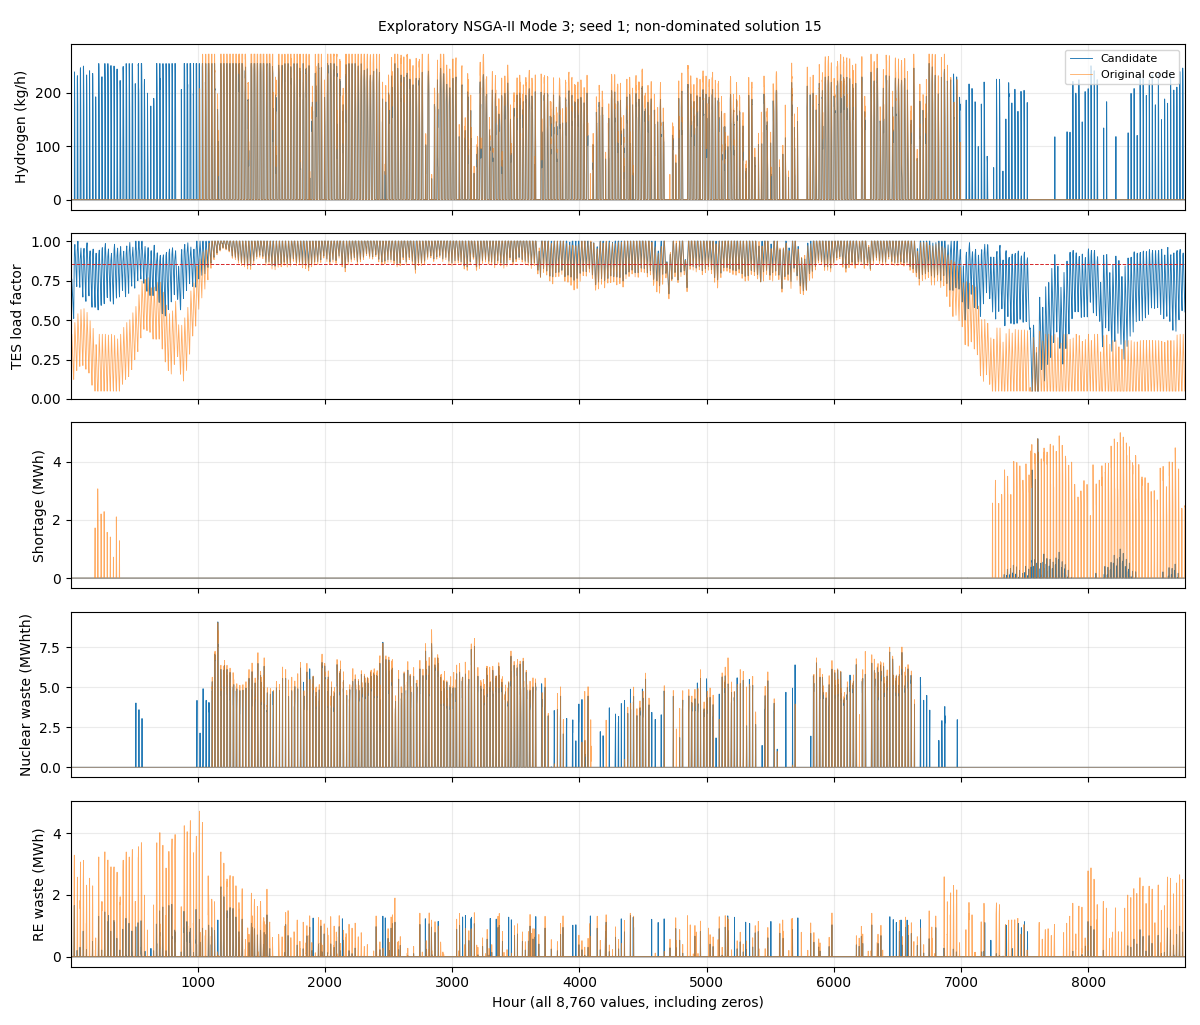 Exploratory NSGA-II Mode 3; seed 1; non-dominated solution 15
Hydrogen (kg/h)
200
100
0
Candidate
Original code
TES load factor
1.00
0.75
0.50
0.25
0.00
Shortage (MWh)
4
2
0
Nuclear waste (MWhth)
7.5
5.0
2.5
0.0
RE waste (MWh)
4
2
0
1000 2000 3000 4000 5000 6000 7000 8000
Hour (all 8,760 values, including zeros)